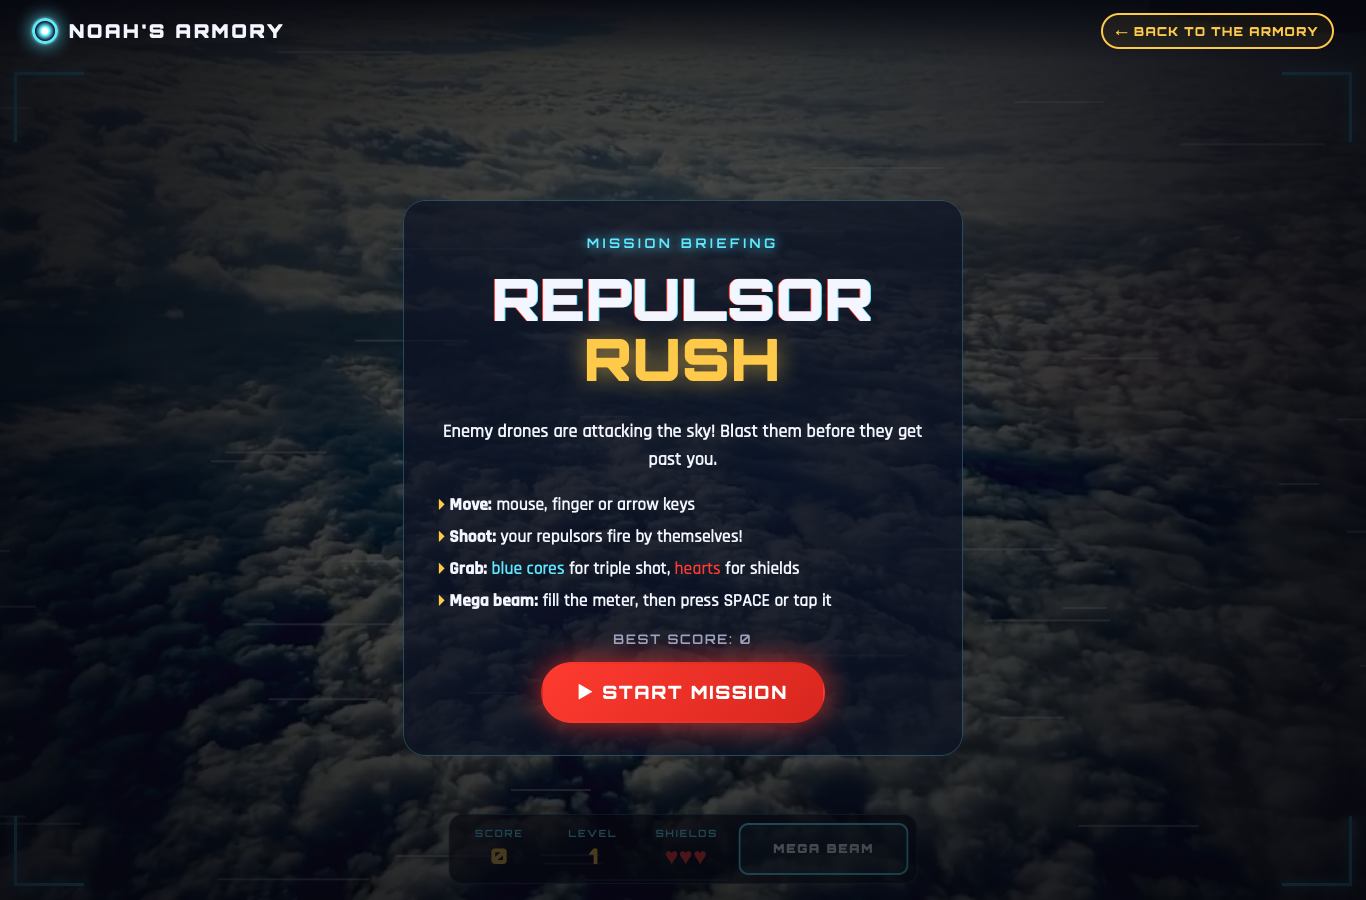 NOAH'S ARMORY
← BACK TO THE ARMORY
MISSION BRIEFING
REPULSOR
RUSH
Enemy drones are attacking the sky! Blast them before they get
past you.
Move: mouse, finger or arrow keys
Shoot: your repulsors fire by themselves!
Grab: blue cores for triple shot, hearts for shields
Mega beam: fill the meter, then press SPACE or tap it
BEST SCORE: 0
▶ START MISSION
SCORE LEVEL SHIELDS
0 1 ♥♥♥
MEGA BEAM